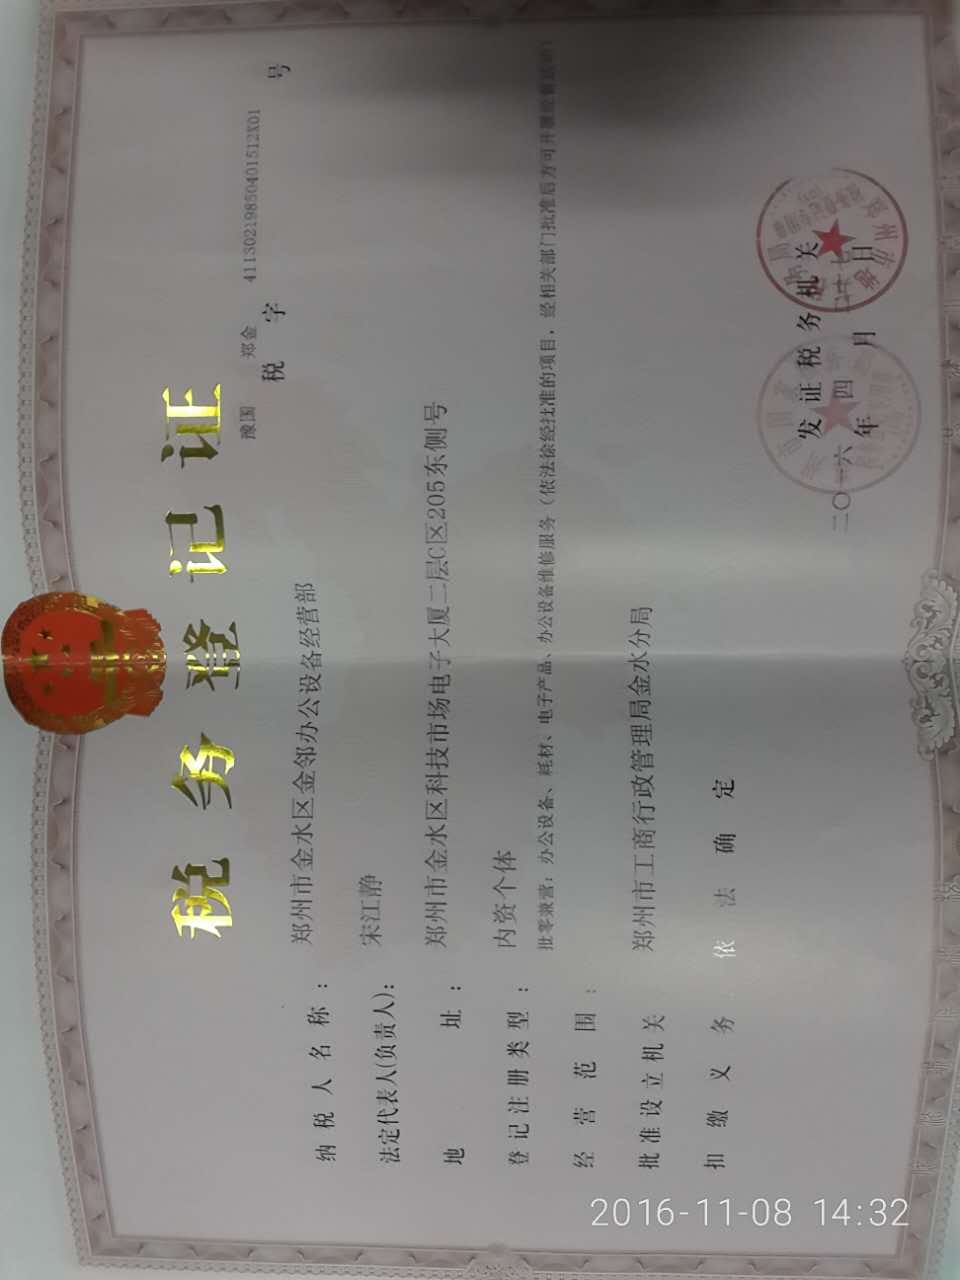 税务登记证
豫国 郑金
税 字 41130219850401512X01 号
纳税人名称： 郑州市金水区金邻办公设备经营部
法定代表人(负责人)： 宋江静
地 址： 郑州市金水区科技市场电子大厦二层C区205东侧号
登记注册类型： 内资个体
经营范围： 批零兼营：办公设备、耗材、电子产品、办公设备维修服务（依法徐经找准的项目，经相关部门批准后方可开展经营活动）
批准设立机关 郑州市工商行政管理局金水分局
扣缴义务 依法确定
发证税务机关
二〇一六年四月 日
2016-11-08 14:32